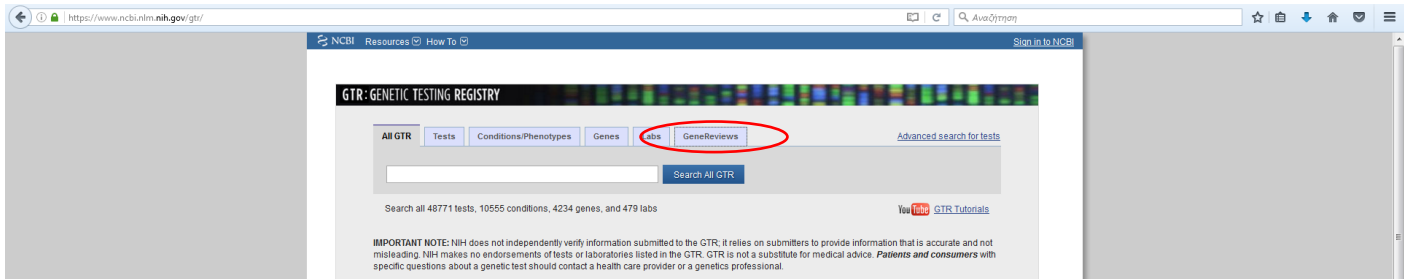 https://www.ncbi.nlm.nih.gov/gtr/ Αναζήτηση
NCBI Resources How To Sign in to NCBI
GTR: GENETIC TESTING REGISTRY
All GTR Tests Conditions/Phenotypes Genes Labs GeneReviews Advanced search for tests
Search All GTR
Search all 48771 tests, 10555 conditions, 4234 genes, and 479 labs YouTube GTR Tutorials
IMPORTANT NOTE: NIH does not independently verify information submitted to the GTR; it relies on submitters to provide information that is accurate and not
misleading. NIH makes no endorsements of tests or laboratories listed in the GTR. GTR is not a substitute for medical advice. Patients and consumers with
specific questions about a genetic test should contact a health care provider or a genetics professional.